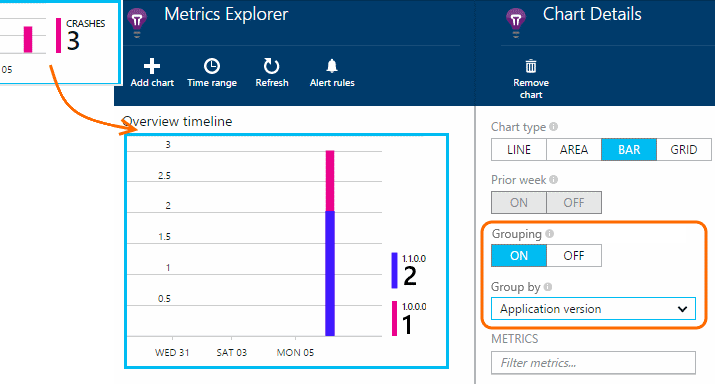 CRASHES
3
05
Metrics Explorer
Add chart
Time range
Refresh
Alert rules
Overview timeline
3
2.5
2
1.5
1
0.5
WED 31
SAT 03
MON 05
1.1.0.0
2
1.0.0.0
1
Chart Details
Remove
chart
Chart type
LINE
AREA
BAR
GRID
Prior week
ON
OFF
Grouping
ON
OFF
Group by
Application version
METRICS
Filter metrics...